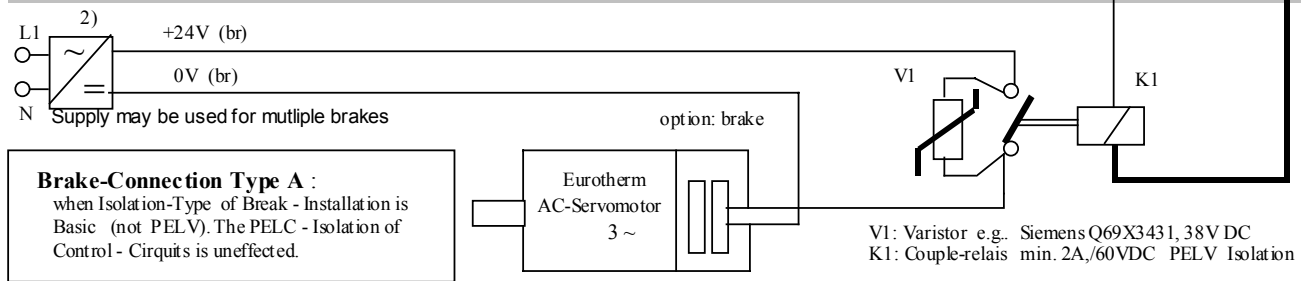 2)
L1
+24V (br)
0V (br)
N
Supply may be used for mutliple brakes
option: brake
V1
K1
Brake-Connection Type A :
when Isolation-Type of Break - Installation is
Basic (not PELV). The PELC - Isolation of
Control - Cirquits is uneffected.
Eurotherm
AC-Servomotor
3 ~
V1: Varistor e.g.. Siemens Q69X3431, 38V DC
K1: Couple-relais min. 2A,/60VDC PELV Isolation